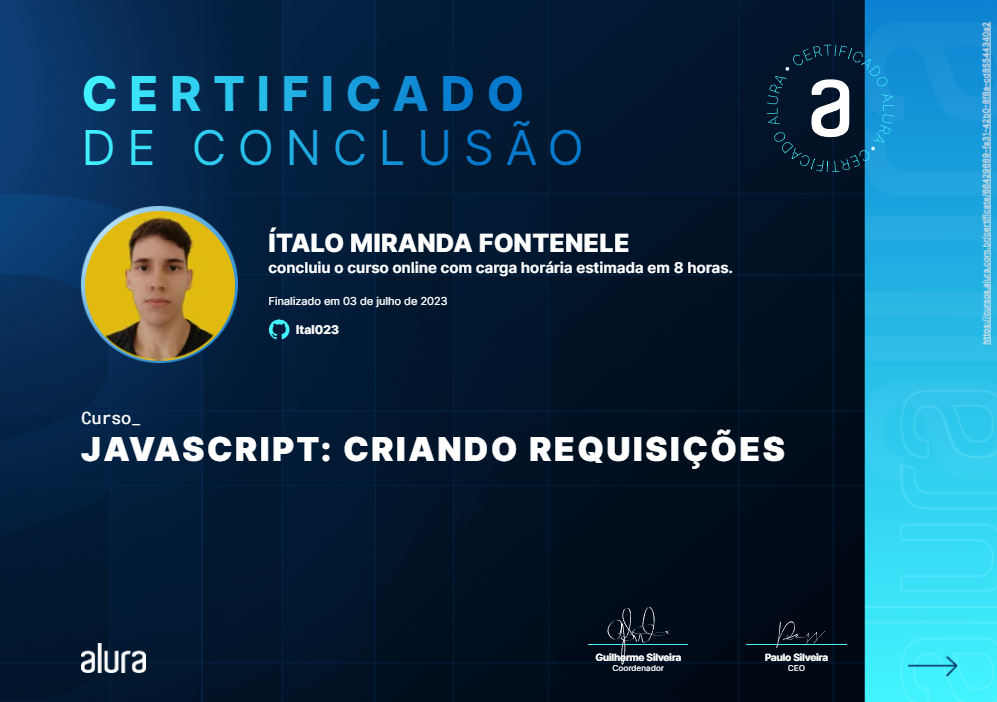 CERTIFICADO
DE CONCLUSÃO
CERTIFICADO ALURA • CERTIFICADO ALURA •
a
ÍTALO MIRANDA FONTENELE
concluiu o curso online com carga horária estimada em 8 horas.
Finalizado em 03 de julho de 2023
Ital023
Curso_
JAVASCRIPT: CRIANDO REQUISIÇÕES
alura
Guilherme Silveira
Coordenador
Paulo Silveira
CEO
alura